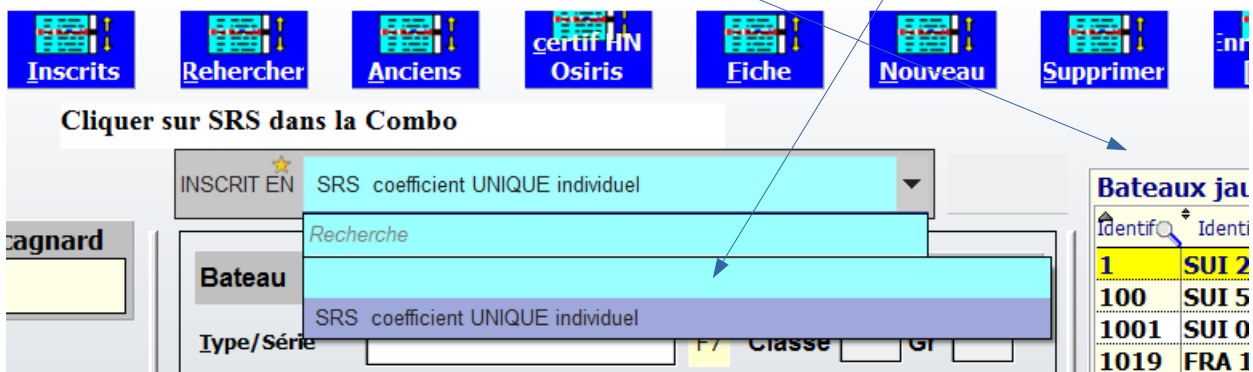 Inscrits
Rehercher
Anciens
certif HN
Osiris
Fiche
Nouveau
Supprimer
Cliquer sur SRS dans la Combo
INSCRIT EN
SRS coefficient UNIQUE individuel
Recherche
SRS coefficient UNIQUE individuel
cagnard
Bateau
Type/Série
F7
Classe
Gr
Bateaux jau
Identif
Identi
1 SUI 2
100 SUI 5
1001 SUI 0
1019 FRA 1